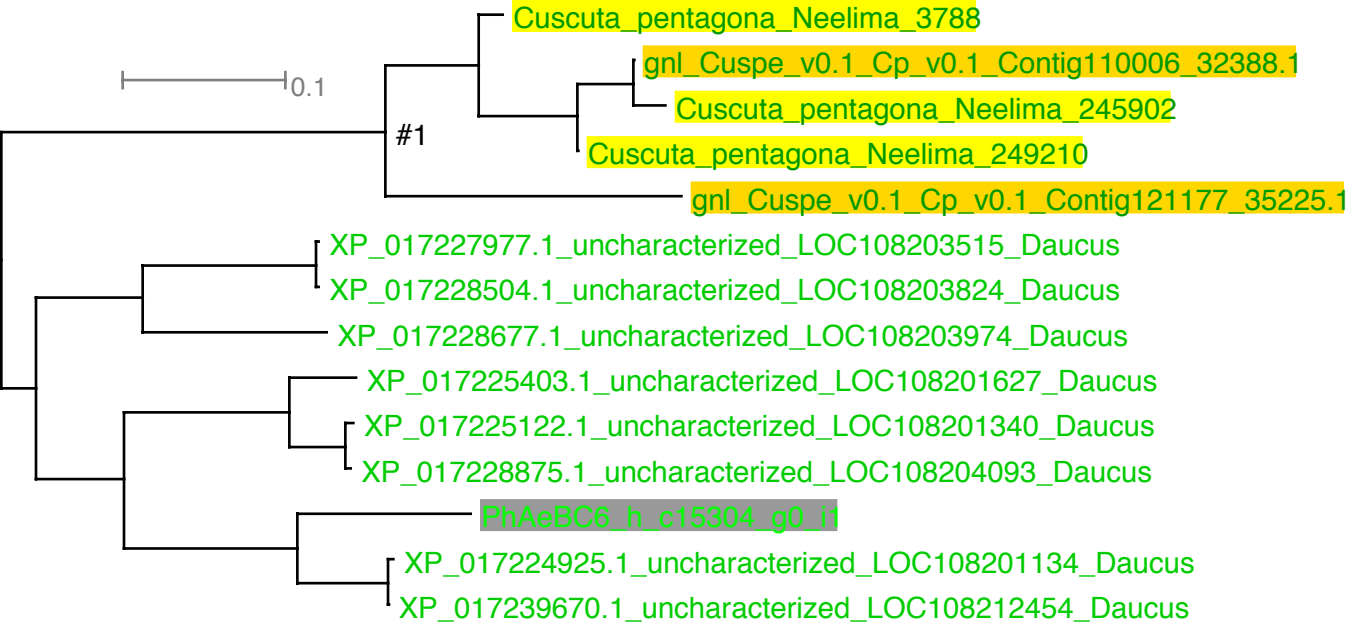 Cuscuta_pentagona_Neelima_3788
gnl_Cuspe_v0.1_Cp_v0.1_Contig110006_32388.1
0.1
Cuscuta_pentagona_Neelima_245902
#1
Cuscuta_pentagona_Neelima_249210
gnl_Cuspe_v0.1_Cp_v0.1_Contig121177_35225.1
XP_017227977.1_uncharacterized_LOC108203515_Daucus
XP_017228504.1_uncharacterized_LOC108203824_Daucus
XP_017228677.1_uncharacterized_LOC108203974_Daucus
XP_017225403.1_uncharacterized_LOC108201627_Daucus
XP_017225122.1_uncharacterized_LOC108201340_Daucus
XP_017228875.1_uncharacterized_LOC108204093_Daucus
PhAeBC6_h_c15304_g0_i1
XP_017224925.1_uncharacterized_LOC108201134_Daucus
XP_017239670.1_uncharacterized_LOC108212454_Daucus